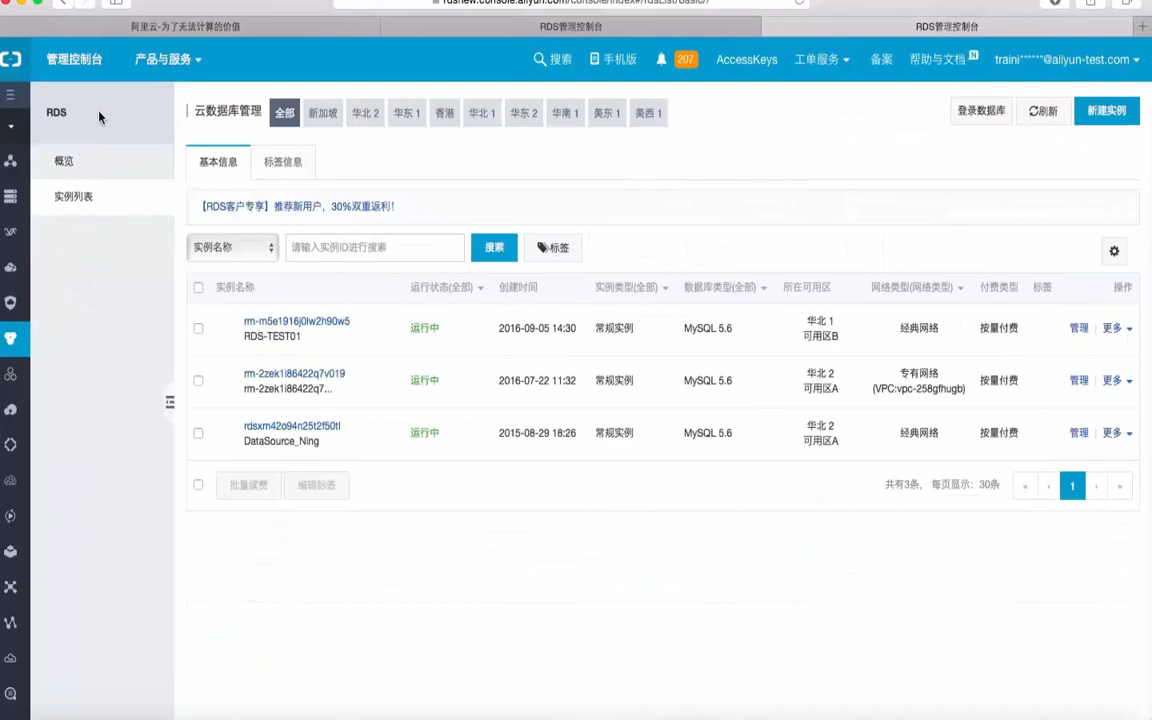 rdsnew.console.aliyun.com/console/index#/rdsList/basic//
阿里云-为了无法计算的价值
RDS管理控制台
RDS管理控制台
管理控制台 产品与服务 搜索 手机版 207 AccessKeys 工单服务 备案 帮助与文档 N traini******@aliyun-test.com
RDS
概览
实例列表
云数据库管理 全部 新加坡 华北 2 华东 1 香港 华北 1 华东 2 华南 1 美东 1 美西 1 登录数据库 刷新 新建实例
基本信息 标签信息
【RDS客户专享】推荐新用户，30%双重返利！
实例名称 请输入实例ID进行搜索 搜索 标签
实例名称 运行状态(全部) 创建时间 实例类型(全部) 数据库类型(全部) 所在可用区 网络类型(网络类型) 付费类型 标签 操作
rm-m5e1916j0lw2h90w5
RDS-TEST01
运行中 2016-09-05 14:30 常规实例 MySQL 5.6
华北 1
可用区B
经典网络 按量付费 管理 | 更多
rm-2zek1i86422q7v019
rm-2zek1i86422q7...
运行中 2016-07-22 11:32 常规实例 MySQL 5.6
华北 2
可用区A
专有网络
(VPC:vpc-258gfhugb)
按量付费 管理 | 更多
rdsxm42o94n25t2f50tl
DataSource_Ning
运行中 2015-08-29 18:26 常规实例 MySQL 5.6
华北 2
可用区A
经典网络 按量付费 管理 | 更多
批量续费 编辑标签 共有3条， 每页显示：30条 « ‹ 1 › »